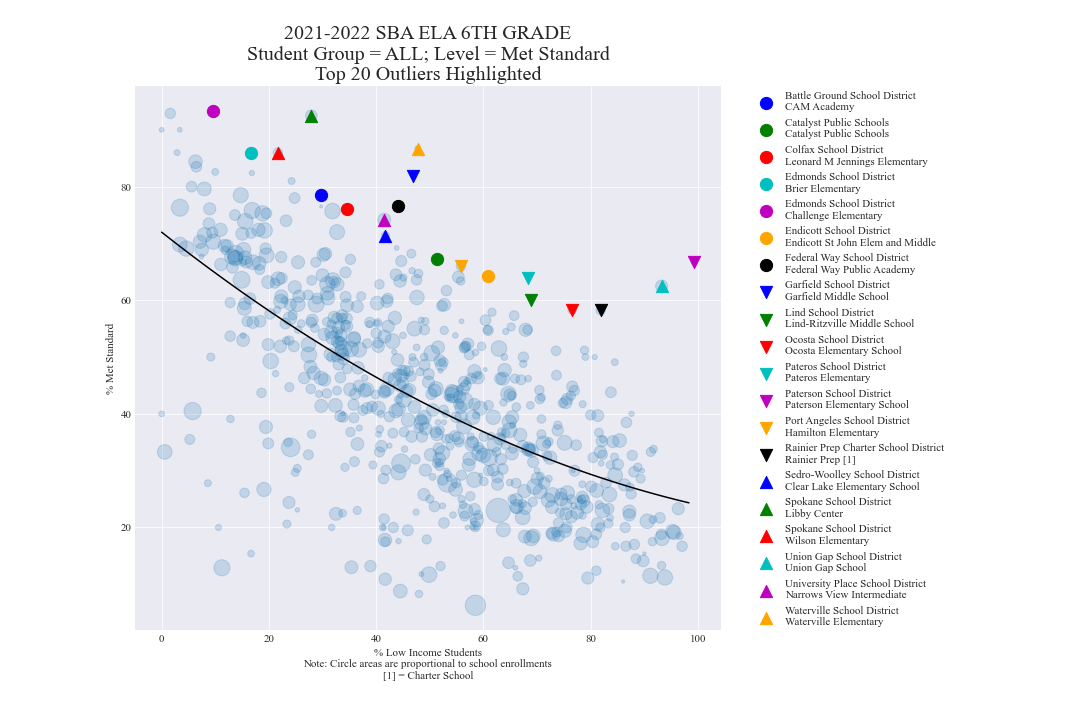 2021-2022 SBA ELA 6TH GRADE
Student Group = ALL; Level = Met Standard
Top 20 Outliers Highlighted
% Met Standard
80
60
40
20
0
20
40
60
80
100
% Low Income Students
Note: Circle areas are proportional to school enrollments
[1] = Charter School
Battle Ground School District
CAM Academy
Catalyst Public Schools
Catalyst Public Schools
Colfax School District
Leonard M Jennings Elementary
Edmonds School District
Brier Elementary
Edmonds School District
Challenge Elementary
Endicott School District
Endicott St John Elem and Middle
Federal Way School District
Federal Way Public Academy
Garfield School District
Garfield Middle School
Lind School District
Lind-Ritzville Middle School
Ocosta School District
Ocosta Elementary School
Pateros School District
Pateros Elementary
Paterson School District
Paterson Elementary School
Port Angeles School District
Hamilton Elementary
Rainier Prep Charter School District
Rainier Prep [1]
Sedro-Woolley School District
Clear Lake Elementary School
Spokane School District
Libby Center
Spokane School District
Wilson Elementary
Union Gap School District
Union Gap School
University Place School District
Narrows View Intermediate
Waterville School District
Waterville Elementary